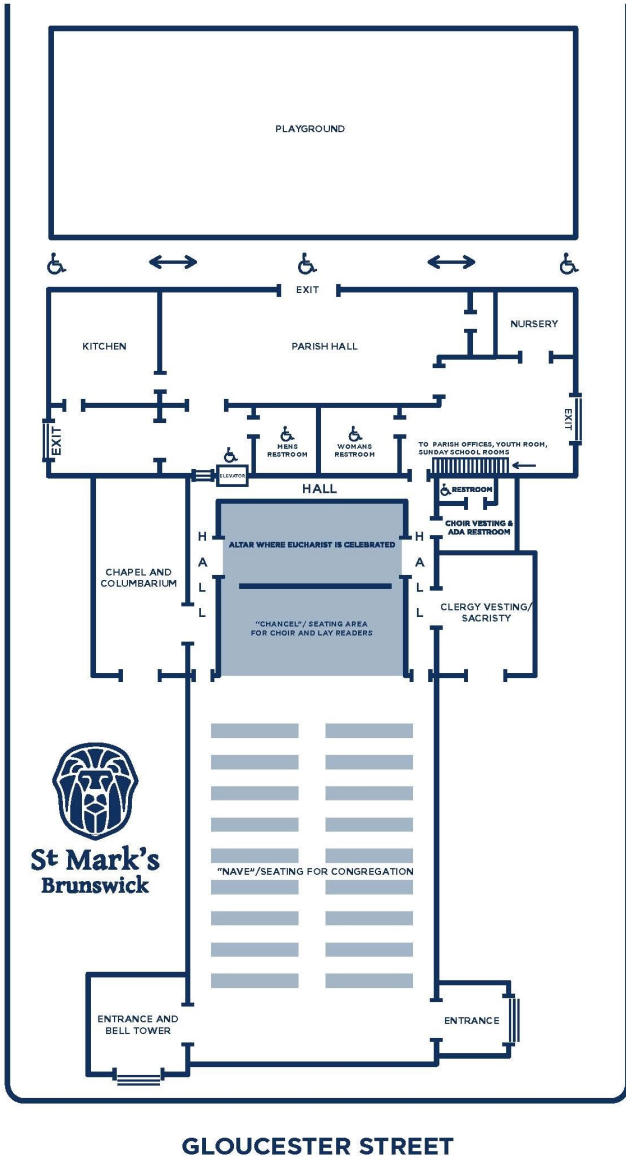 PLAYGROUND
EXIT
NURSERY
KITCHEN
PARISH HALL
EXIT
EXIT
MENS
RESTROOM
WOMANS
RESTROOM
TO PARISH OFFICES, YOUTH ROOM,
SUNDAY SCHOOL ROOMS
ELEVATOR
HALL
RESTROOM
CHOIR VESTING &
ADA RESTROOM
HALL
ALTAR WHERE EUCHARIST IS CELEBRATED
HALL
CHAPEL AND
COLUMBARIUM
"CHANCEL"/ SEATING AREA
FOR CHOIR AND LAY READERS
CLERGY VESTING/
SACRISTY
St Mark's
Brunswick
"NAVE"/SEATING FOR CONGREGATION
ENTRANCE AND
BELL TOWER
ENTRANCE
GLOUCESTER STREET